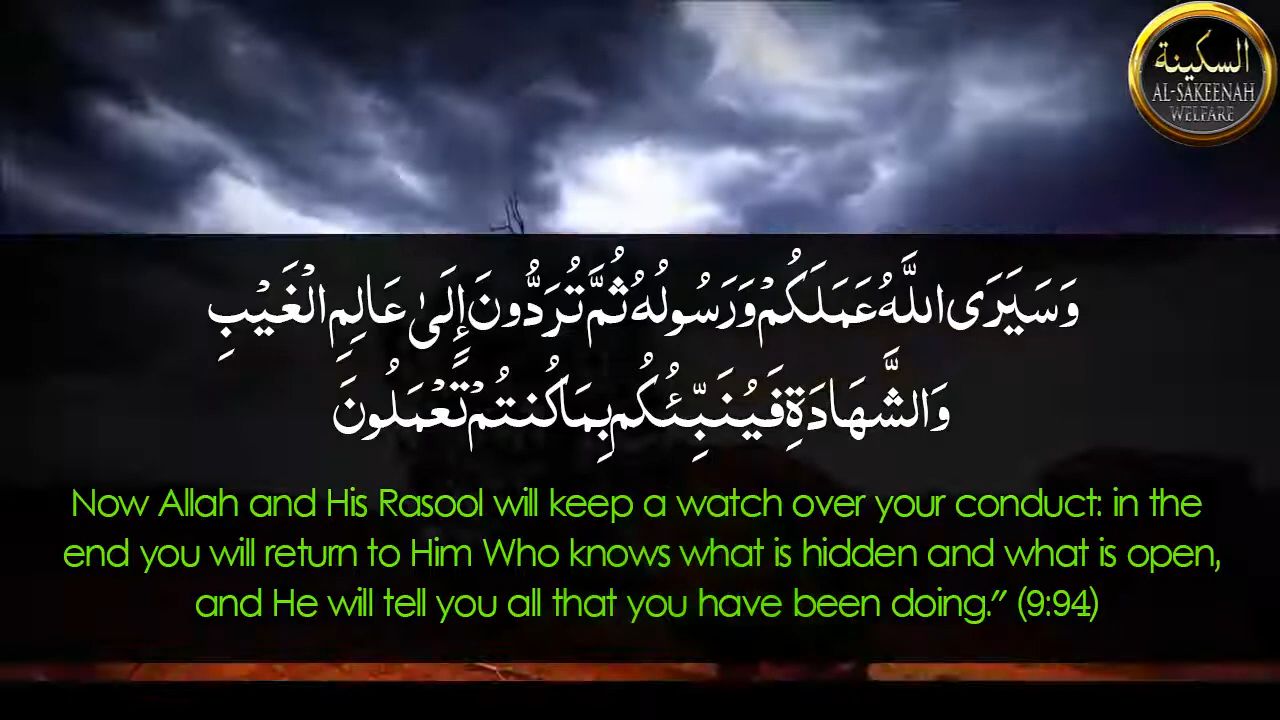 السكينة
AL-SAKEENAH
WELFARE
وَسَيَرَى اللَّهُ عَمَلَكُمْ وَرَسُولُهُ ثُمَّ تُرَدُّونَ إِلَىٰ عَالِمِ الْغَيْبِ
وَالشَّهَادَةِ فَيُنَبِّئُكُم بِمَا كُنتُمْ تَعْمَلُونَ
Now Allah and His Rasool will keep a watch over your conduct: in the
end you will return to Him Who knows what is hidden and what is open,
and He will tell you all that you have been doing.” (9:94)